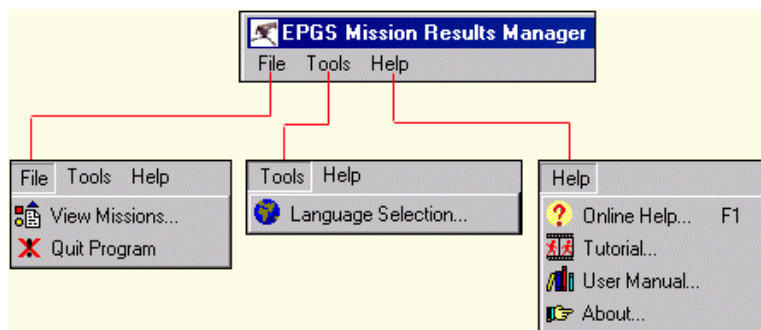 EPGS Mission Results Manager
File Tools Help
File Tools Help
View Missions...
Quit Program
Tools Help
Language Selection...
Help
Online Help... F1
Tutorial...
User Manual...
About...